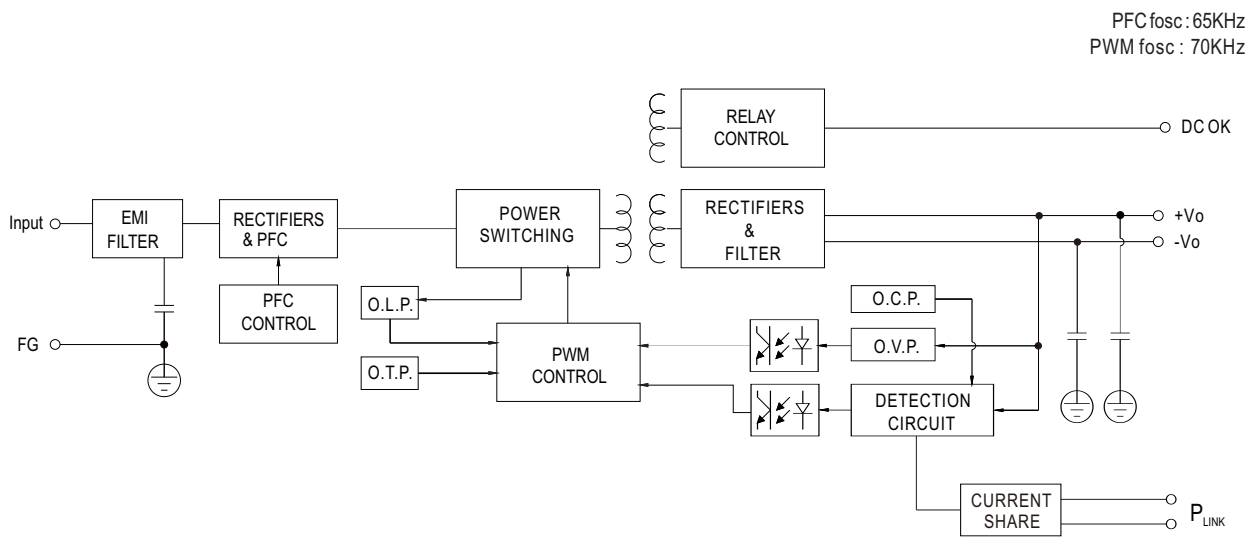 PFC fosc : 65KHz
PWM fosc : 70KHz
RELAY
CONTROL
DC OK
Input
EMI
FILTER
RECTIFIERS
& PFC
POWER
SWITCHING
RECTIFIERS
&
FILTER
+Vo
-Vo
PFC
CONTROL
O.L.P.
O.C.P.
FG
PWM
CONTROL
O.V.P.
O.T.P.
DETECTION
CIRCUIT
CURRENT
SHARE
PLINK